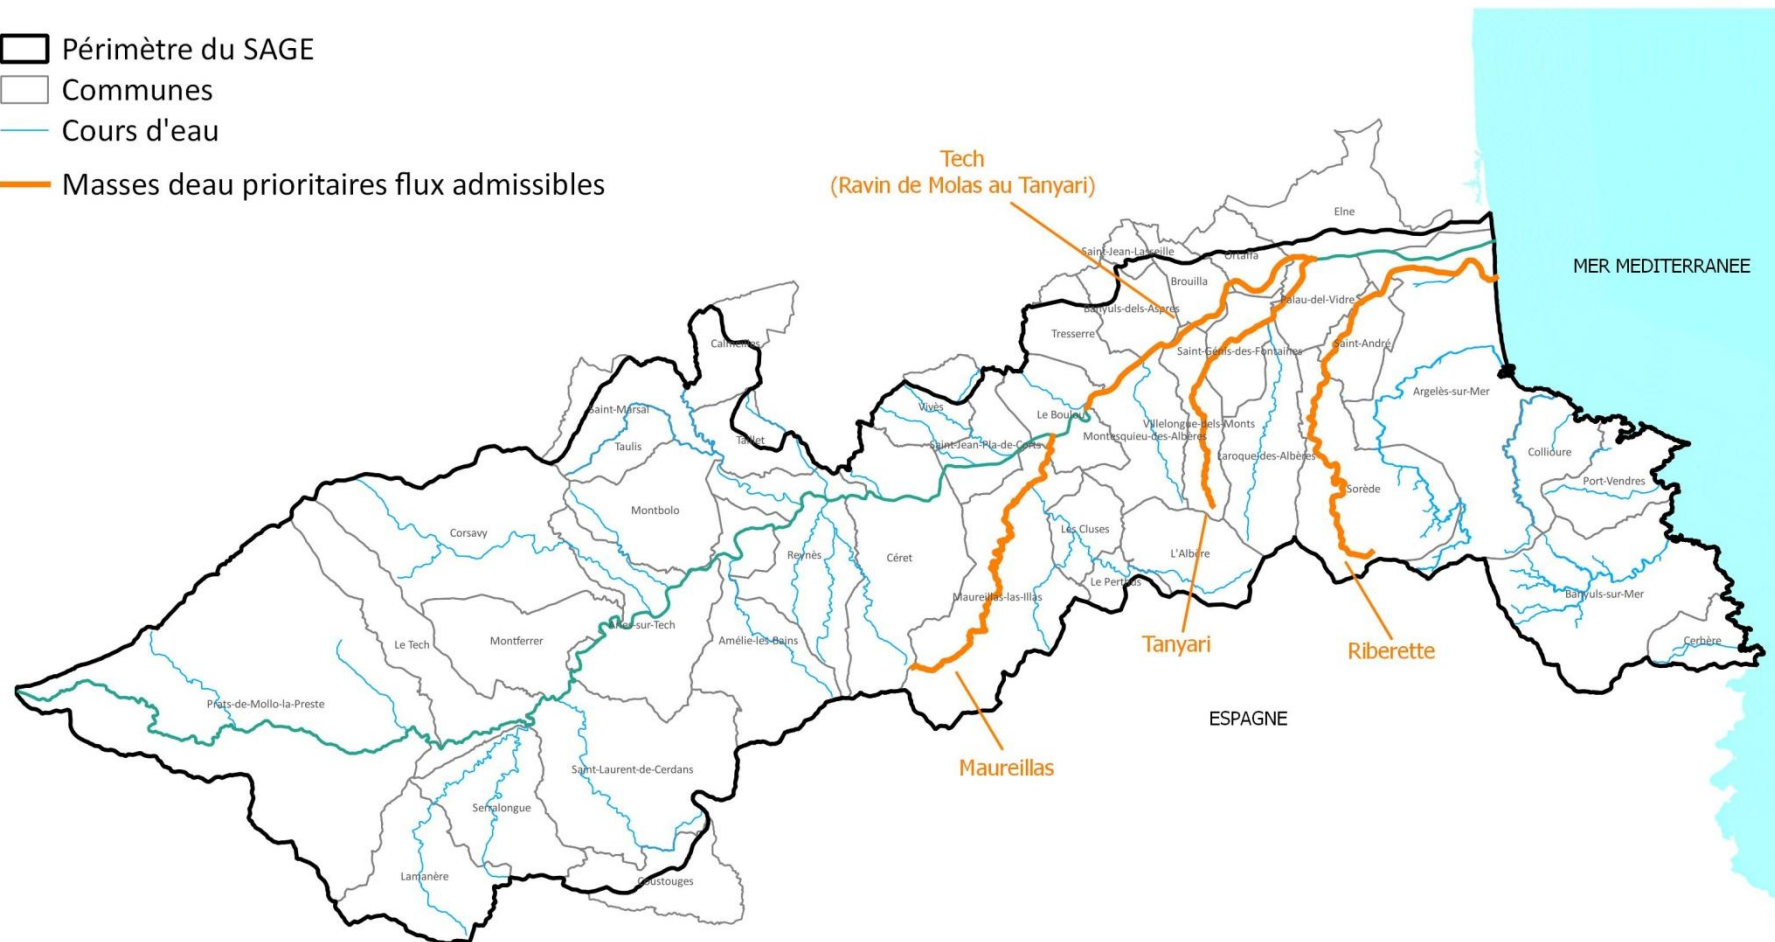 Périmètre du SAGE
Communes
Cours d'eau
Masses deau prioritaires flux admissibles
Tech
(Ravin de Molas au Tanyari)
Elne
MER MEDITERRANEE
Saint-Jean-Lasseille
Ortaffa
Brouilla
Banyuls-dels-Aspres
Palau-del-Vidre
Tresserre
Calmeilles
Saint-Génis-des-Fontaines
Saint-André
Argelès-sur-Mer
Saint-Marsal
Vivès
Le Boulou
Villelongue-dels-Monts
Taulis
Taillet
Saint-Jean-Pla-de-Corts
Montesquieu-des-Albères
Laroque-des-Albères
Collioure
Sorède
Port-Vendres
Montbolo
Corsavy
Les Cluses
Reynès
Céret
L'Albère
Le Perthus
Maureillas-las-Illas
Banyuls-sur-Mer
Arles-sur-Tech
Le Tech
Montferrer
Amélie-les-Bains
Tanyari
Riberette
Cerbère
Prats-de-Mollo-la-Preste
ESPAGNE
Maureillas
Saint-Laurent-de-Cerdans
Serralongue
Lamanère
Coustouges